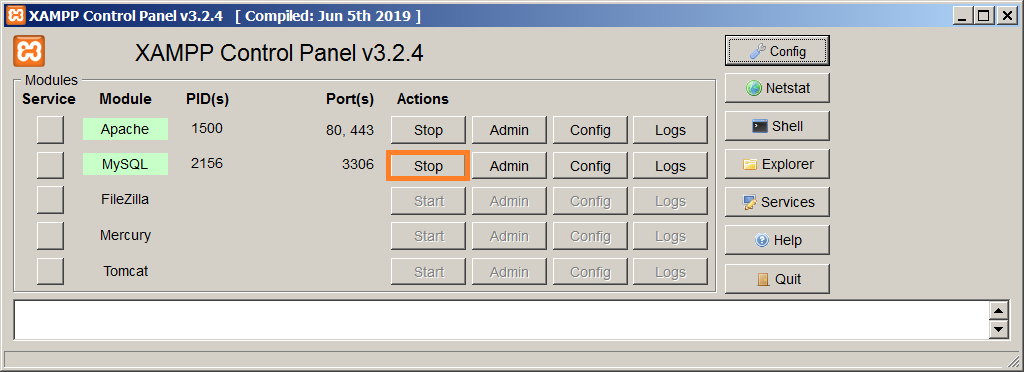 XAMPP Control Panel v3.2.4 [ Compiled: Jun 5th 2019 ]
XAMPP Control Panel v3.2.4
Config
Modules
Service Module PID(s) Port(s) Actions
Netstat
Apache 1500 80, 443 Stop Admin Config Logs
Shell
MySQL 2156 3306 Stop Admin Config Logs
Explorer
FileZilla Start Admin Config Logs
Services
Mercury Start Admin Config Logs
Help
Tomcat Start Admin Config Logs
Quit